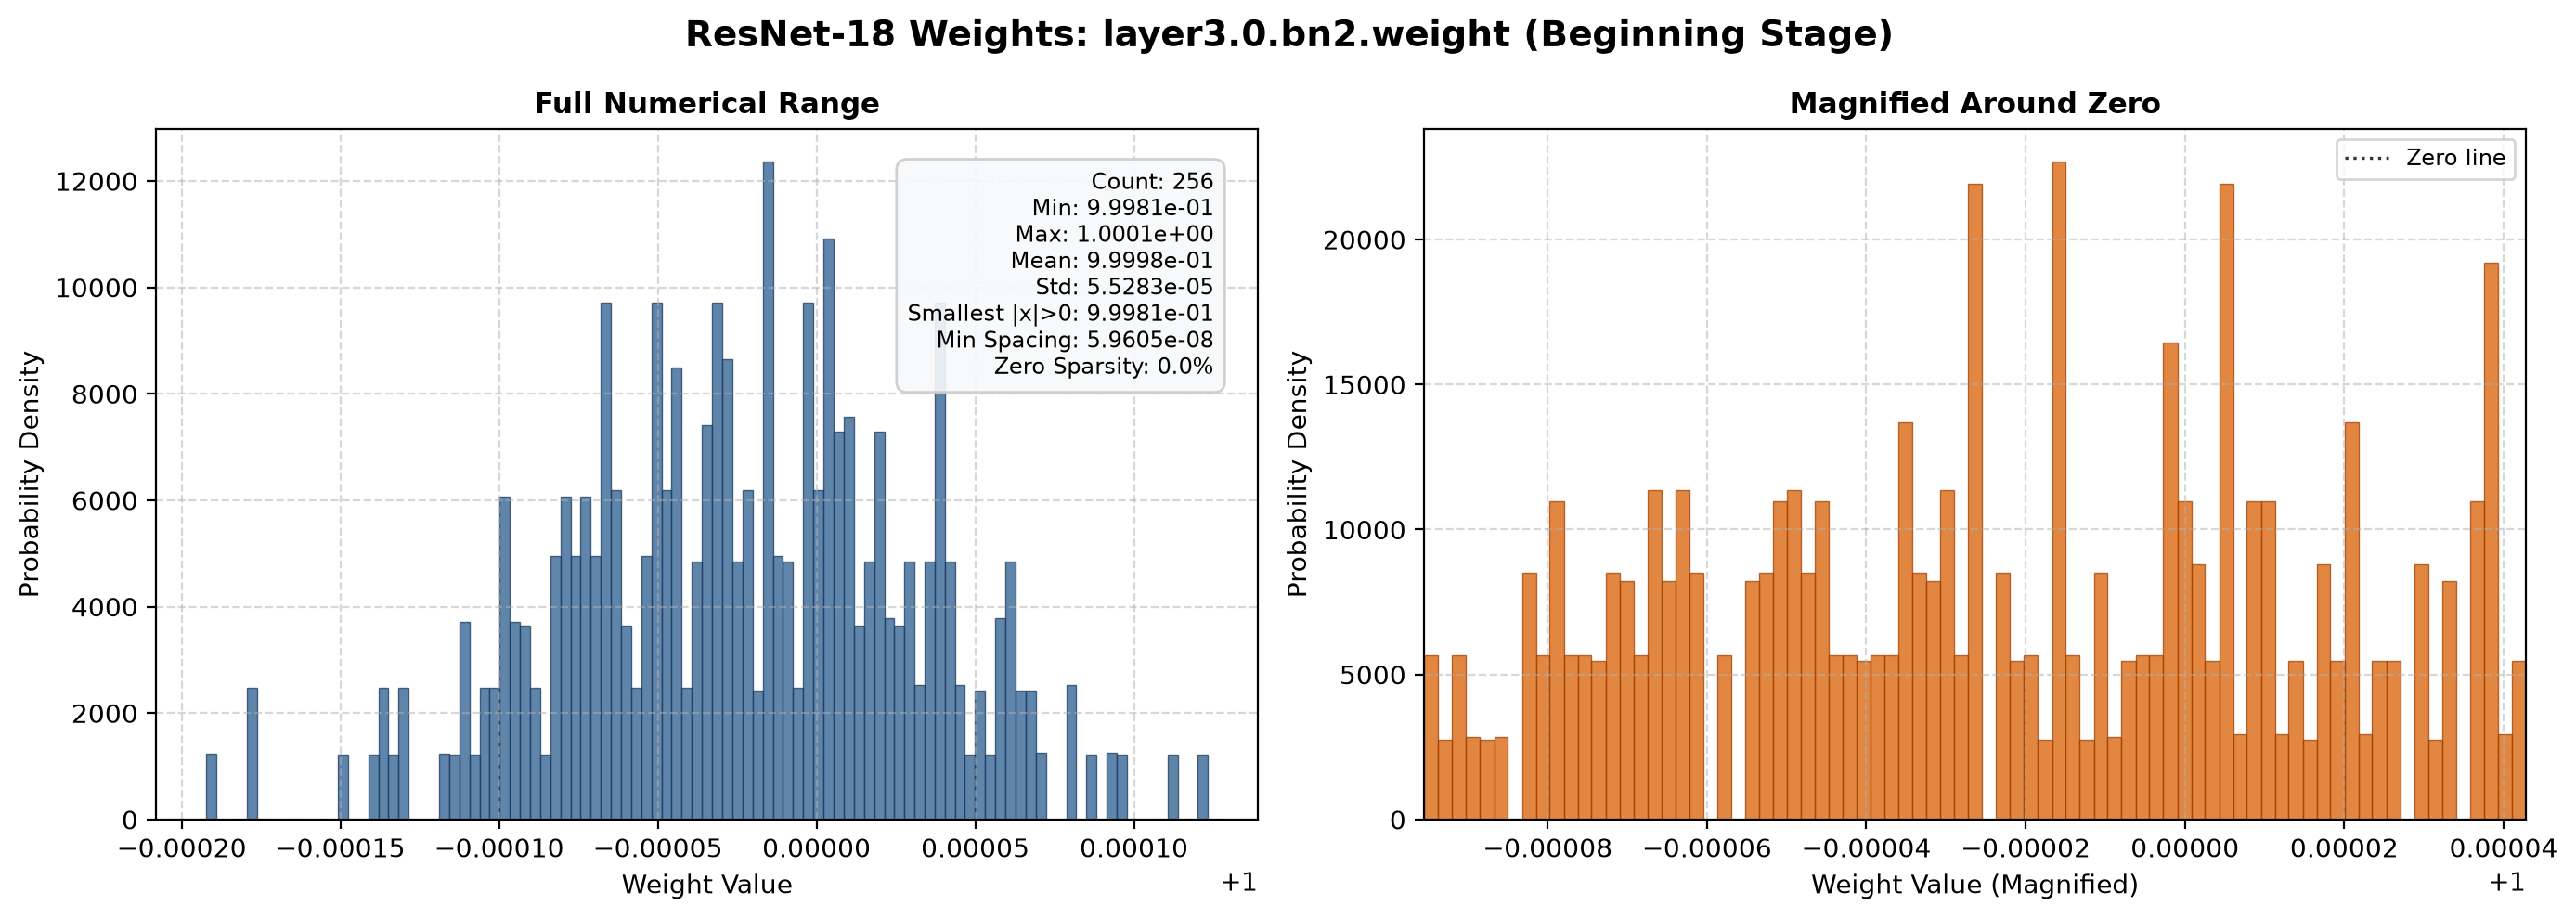 ResNet-18 Weights: layer3.0.bn2.weight (Beginning Stage)
Full Numerical Range
Probability Density
12000
10000
8000
6000
4000
2000
0
Count: 256
Min: 9.9981e-01
Max: 1.0001e+00
Mean: 9.9998e-01
Std: 5.5283e-05
Smallest |x|>0: 9.9981e-01
Min Spacing: 5.9605e-08
Zero Sparsity: 0.0%
−0.00020 −0.00015 −0.00010 −0.00005 0.00000 0.00005 0.00010
+1
Weight Value
Magnified Around Zero
Probability Density
20000
15000
10000
5000
0
Zero line
−0.00008 −0.00006 −0.00004 −0.00002 0.00000 0.00002 0.00004
+1
Weight Value (Magnified)